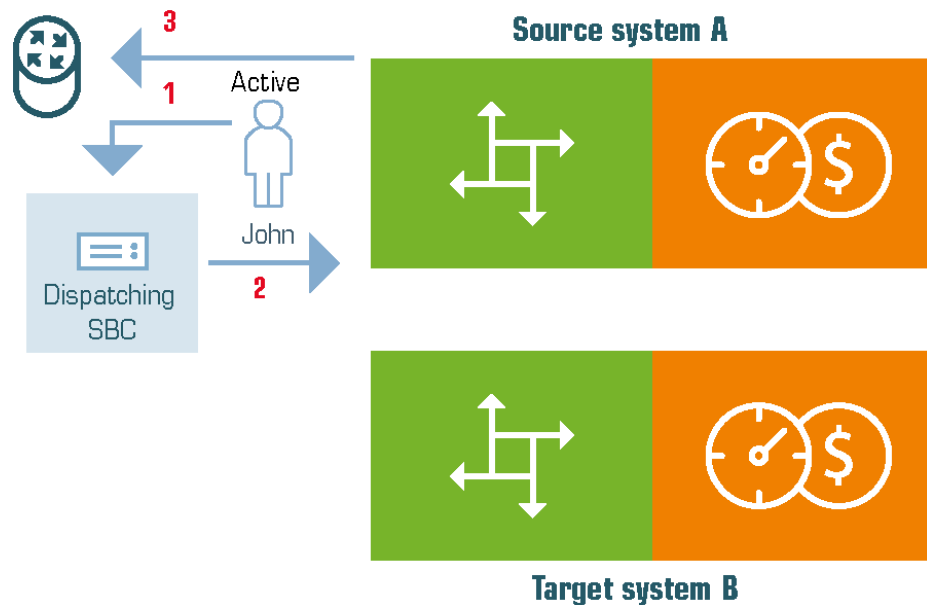 3
Source system A
1
Active
$
John
2
Dispatching
SBC
$
Target system B